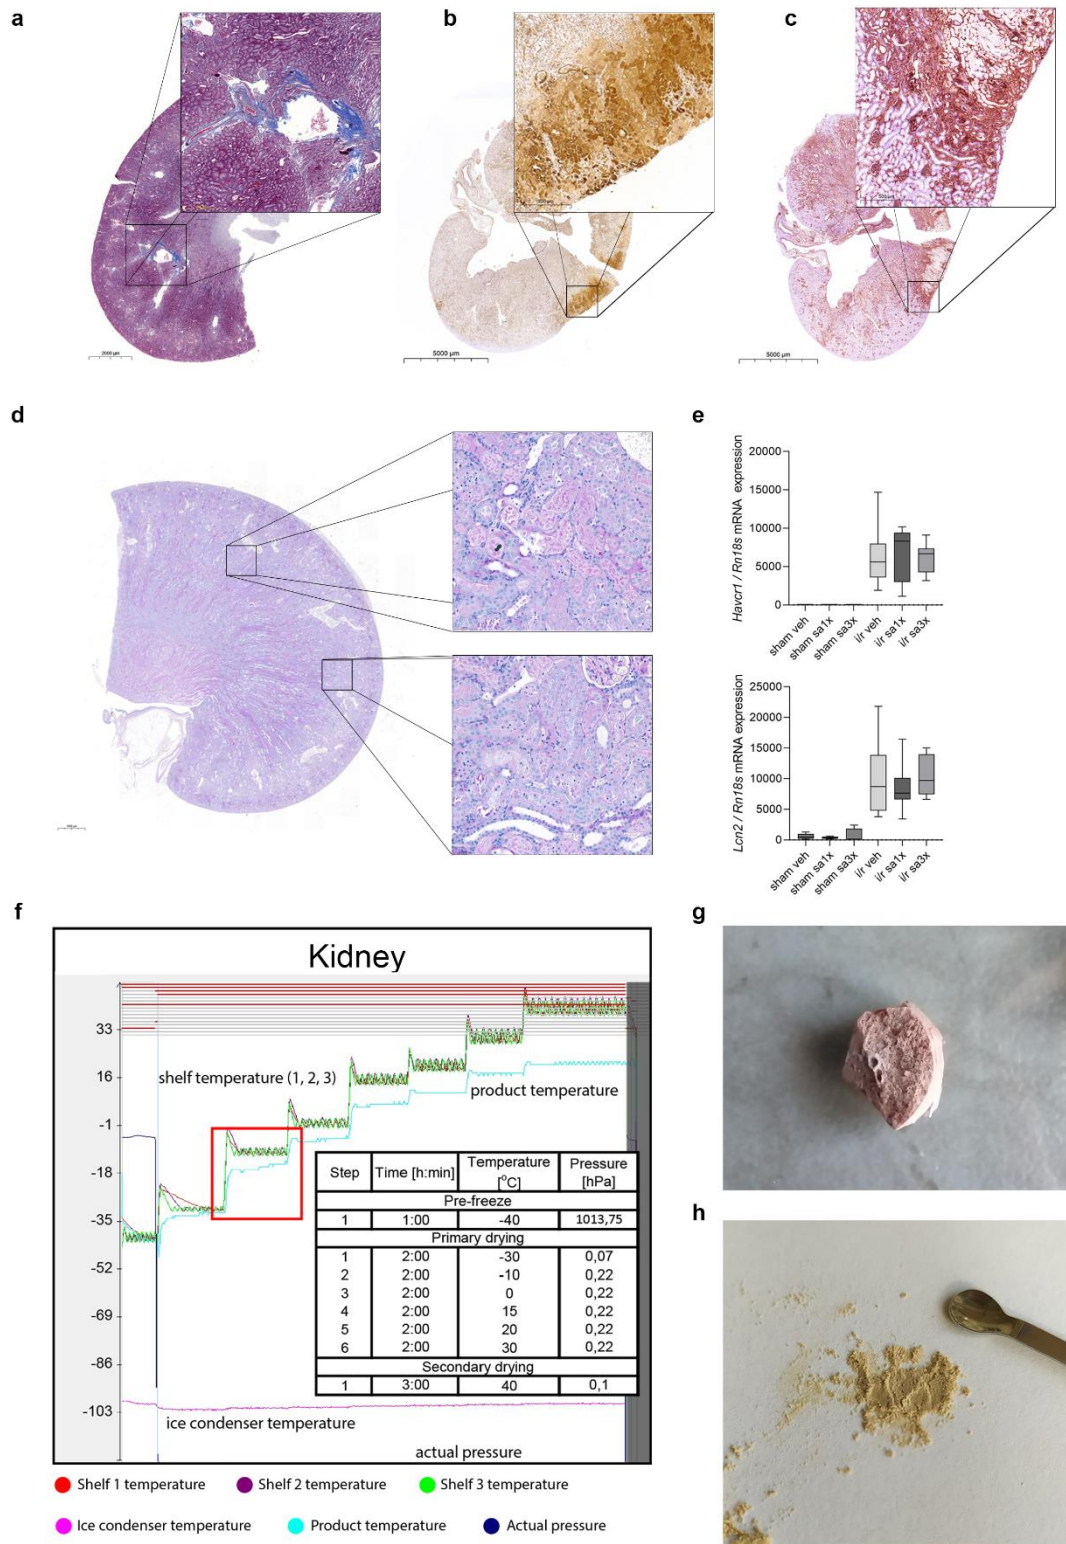 a
b
c
2000 µm
5000 µm
5000 µm
d
e
Havcr1 / Rn18s mRNA expression
20000
15000
10000
5000
0
sham veh
sham sa1x
sham sa3x
i/r veh
i/r sa1x
i/r sa3x
Lcn2 / Rn18s mRNA expression
25000
20000
15000
10000
5000
0
sham veh
sham sa1x
sham sa3x
i/r veh
i/r sa1x
i/r sa3x
f
Kidney
33
16
-1
-18
-35
-52
-69
-86
-103
shelf temperature (1, 2, 3)
product temperature
Step Time [h:min] Temperature [°C] Pressure [hPa]
Pre-freeze
1 1:00 -40 1013,75
Primary drying
1 2:00 -30 0,07
2 2:00 -10 0,22
3 2:00 0 0,22
4 2:00 15 0,22
5 2:00 20 0,22
6 2:00 30 0,22
Secondary drying
1 3:00 40 0,1
ice condenser temperature
actual pressure
Shelf 1 temperature
Shelf 2 temperature
Shelf 3 temperature
Ice condenser temperature
Product temperature
Actual pressure
g
h